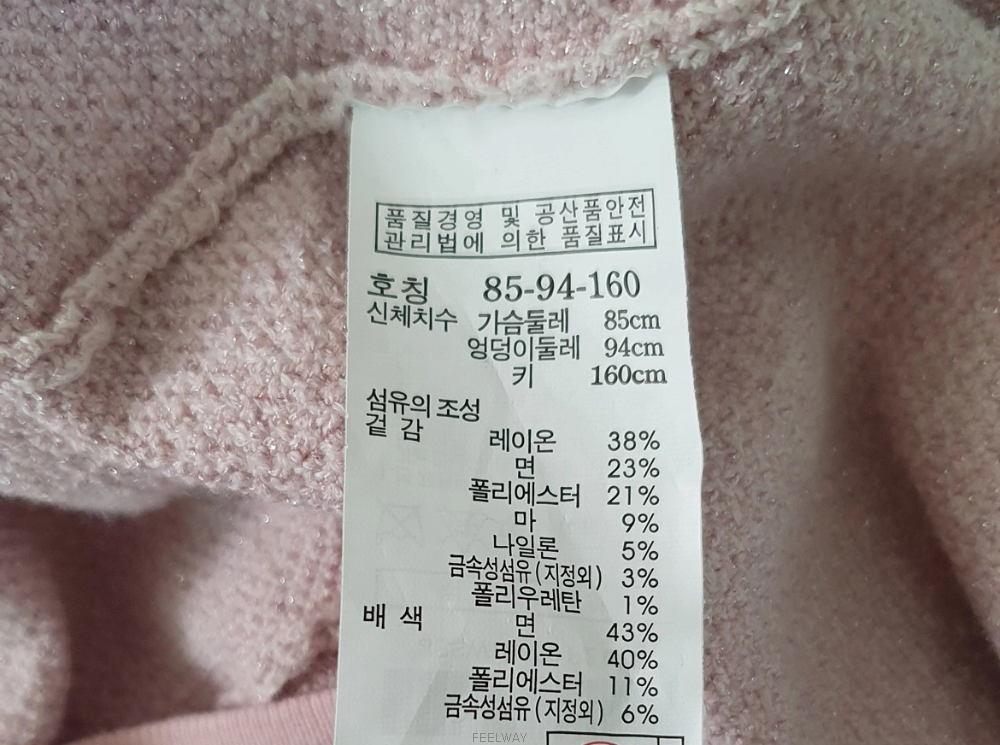 품질경영 및 공산품안전
관리법에 의한 품질표시
호칭 85-94-160
신체치수 가슴둘레 85cm
엉덩이둘레 94cm
키 160cm
섬유의 조성
겉 감
레이온 38%
면 23%
폴리에스터 21%
마 9%
나일론 5%
금속성섬유(지정외) 3%
폴리우레탄 1%
배 색 면 43%
레이온 40%
폴리에스터 11%
금속성섬유(지정외) 6%
FEELWAY